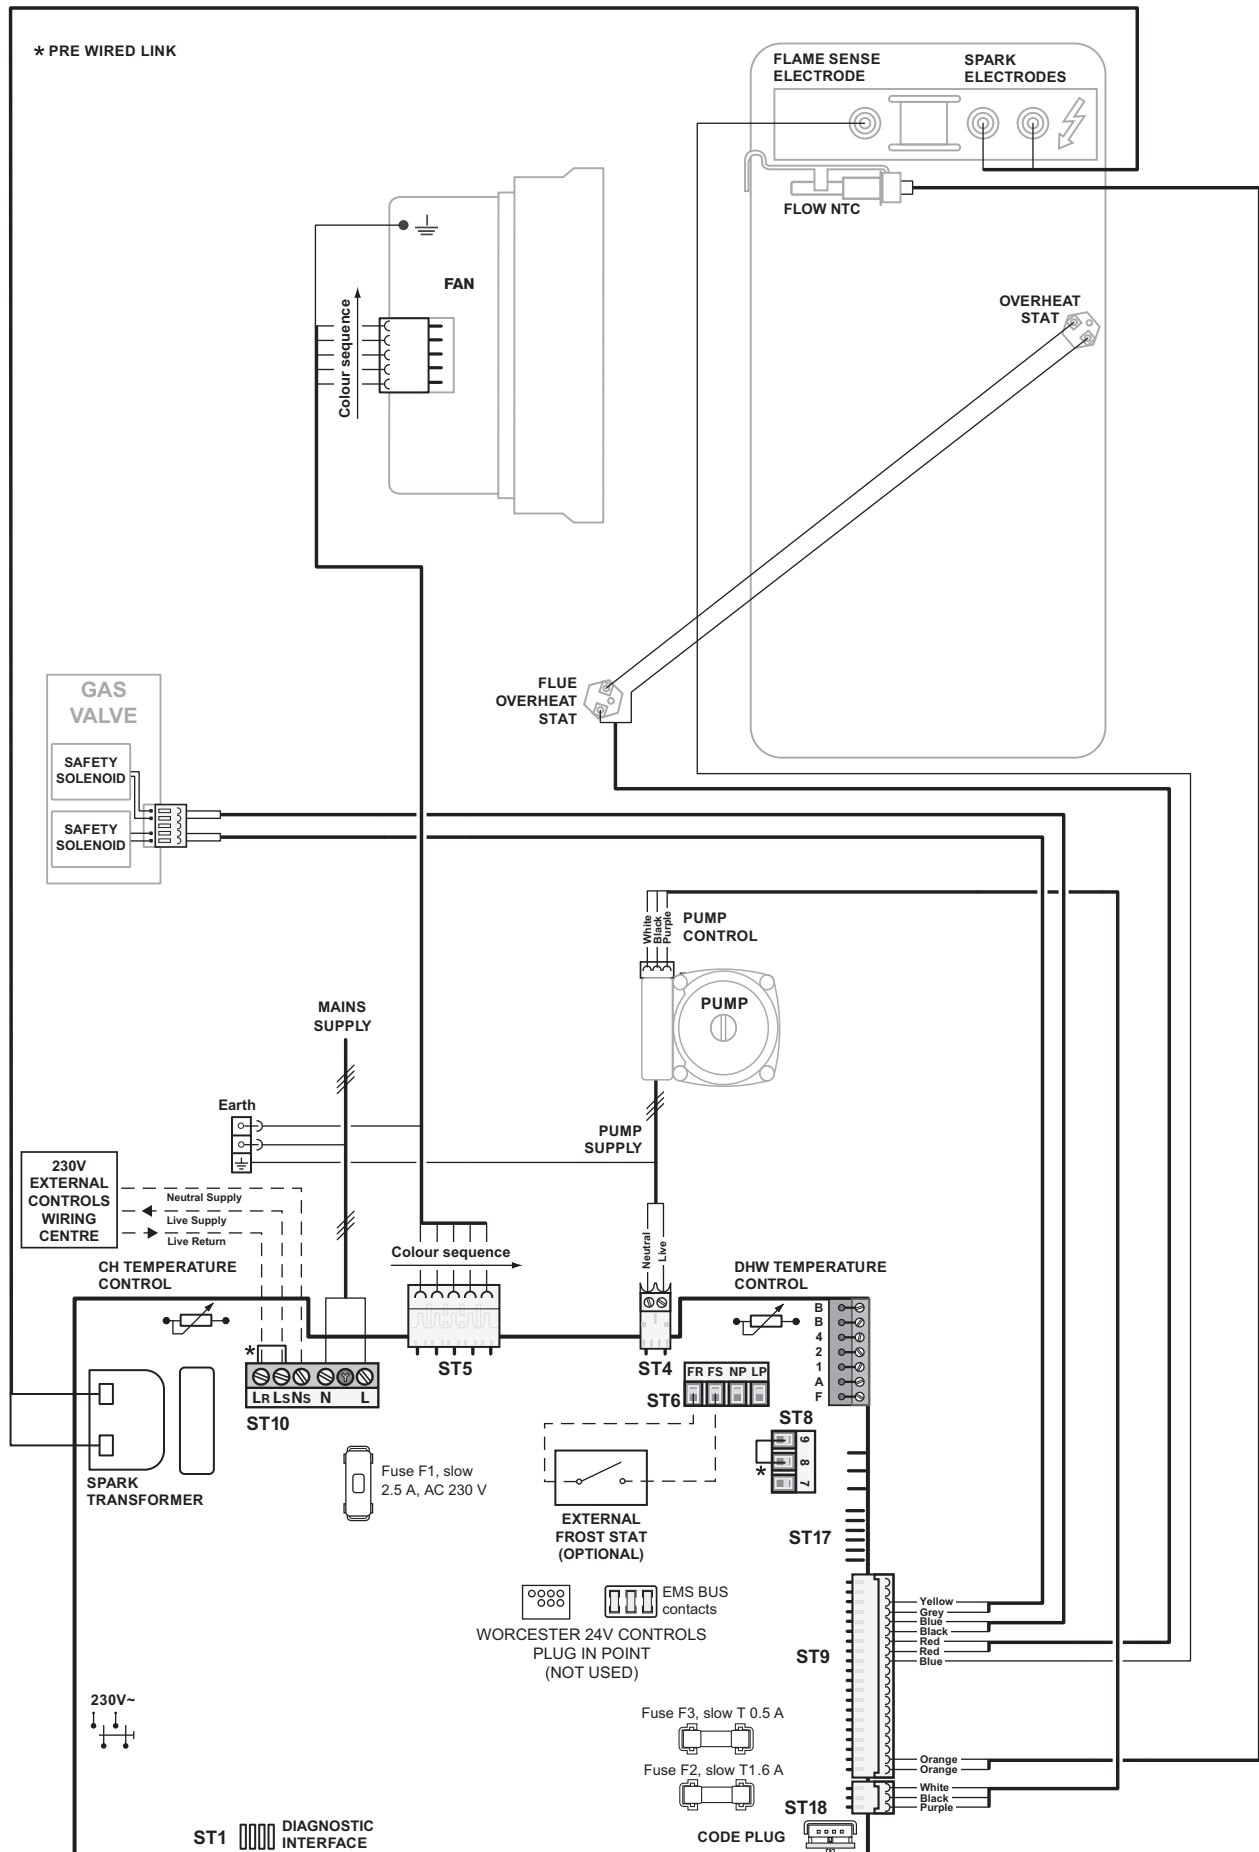 * PRE WIRED LINK
FLAME SENSE
ELECTRODE
SPARK
ELECTRODES
FLOW NTC
FAN
Colour sequence
OVERHEAT
STAT
FLUE
OVERHEAT
STAT
GAS
VALVE
SAFETY
SOLENOID
SAFETY
SOLENOID
White
Black
Purple
PUMP
CONTROL
PUMP
MAINS
SUPPLY
Earth
PUMP
SUPPLY
230V
EXTERNAL
CONTROLS
WIRING
CENTRE
Neutral Supply
Live Supply
Live Return
Colour sequence
Neutral
Live
CH TEMPERATURE
CONTROL
DHW TEMPERATURE
CONTROL
B
B
4
2
1
A
F
*
ST5
ST4
LR LS NS N L
ST10
FR FS NP LP
ST6
ST8
9
8
7
*
SPARK
TRANSFORMER
Fuse F1, slow
2.5 A, AC 230 V
EXTERNAL
FROST STAT
(OPTIONAL)
ST17
EMS BUS
contacts
WORCESTER 24V CONTROLS
PLUG IN POINT
(NOT USED)
ST9
Yellow
Grey
Blue
Black
Red
Red
Blue
230V~
Fuse F3, slow T 0.5 A
Fuse F2, slow T1.6 A
Orange
Orange
White
Black
Purple
ST18
ST1
DIAGNOSTIC
INTERFACE
CODE PLUG